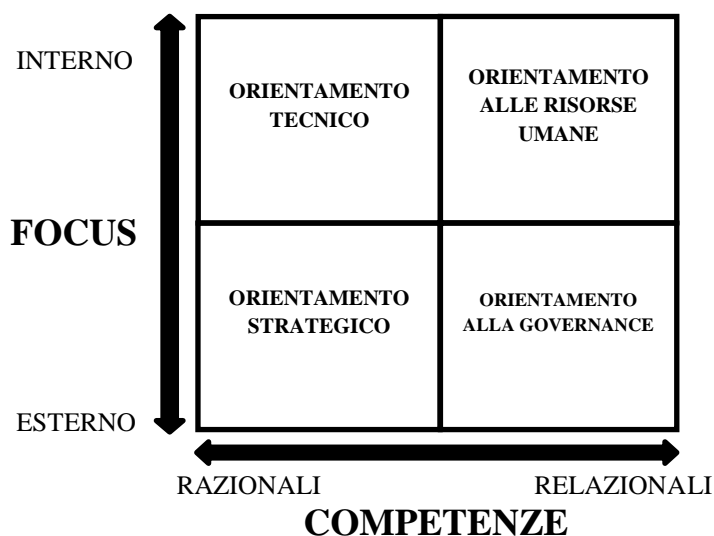 INTERNO
ORIENTAMENTO
TECNICO
ORIENTAMENTO
ALLE RISORSE
UMANE
FOCUS
ORIENTAMENTO
STRATEGICO
ORIENTAMENTO
ALLA GOVERNANCE
ESTERNO
RAZIONALI
RELAZIONALI
COMPETENZE